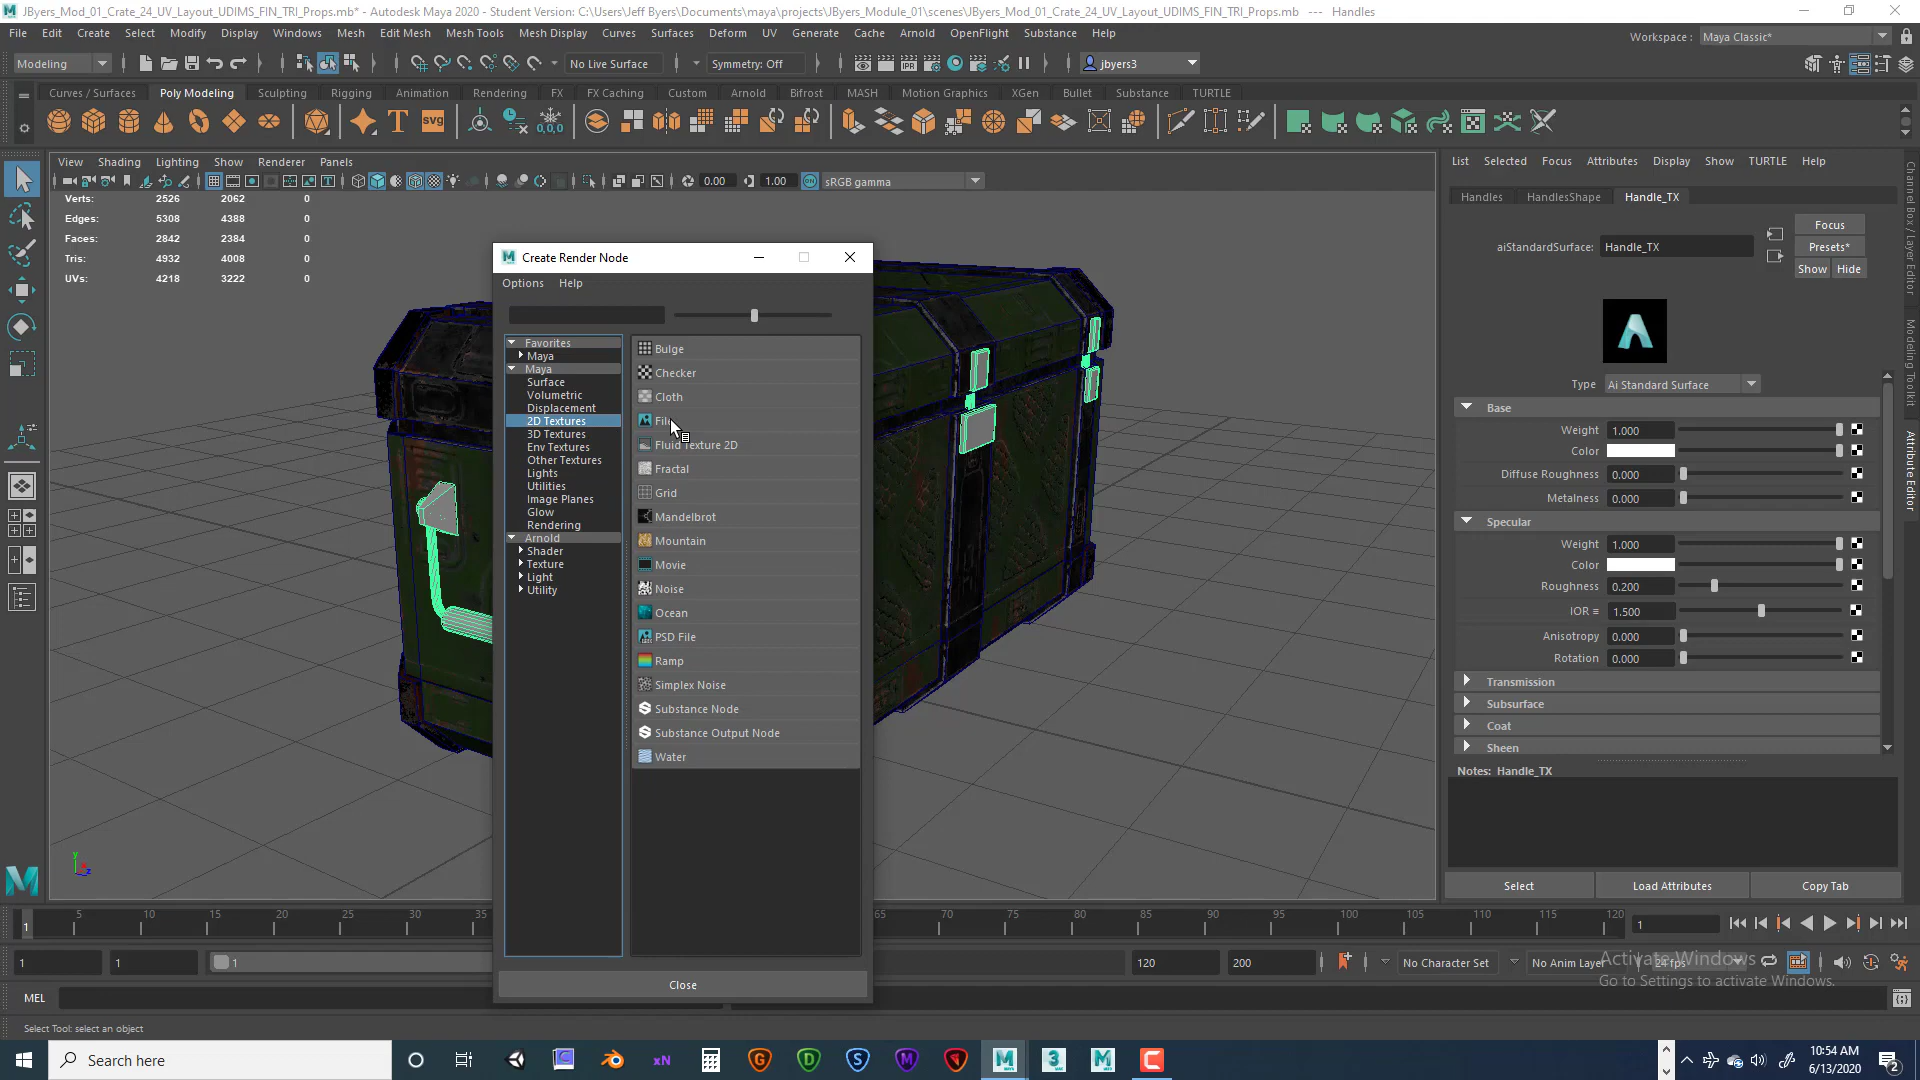 JByers_Mod_01_Crate_24_UV_Layout_UDIMS_FIN_TRI_Props.mb* - Autodesk Maya 2020 - Student Version: C:\Users\Jeff Byers\Documents\maya\projects\JByers_Module_01\scenes\JByers_Mod_01_Crate_24_UV_Layout_UDIMS_FIN_TRI_Props.mb --- Handles
File Edit Create Select Modify Display Windows Mesh Edit Mesh Mesh Tools Mesh Display Curves Surfaces Deform UV Generate Cache Arnold OpenFlight Substance Help
Workspace : Maya Classic*
Modeling No Live Surface Symmetry: Off jbyers3
Curves / Surfaces Poly Modeling Sculpting Rigging Animation Rendering FX FX Caching Custom Arnold Bifrost MASH Motion Graphics XGen Bullet Substance TURTLE
View Shading Lighting Show Renderer Panels
0.00 1.00 sRGB gamma
Verts: 2526 2062 0
Edges: 5308 4388 0
Faces: 2842 2384 0
Tris: 4932 4008 0
UVs: 4218 3222 0
Create Render Node
Options Help
Favorites
Maya
Maya
Surface
Volumetric
Displacement
2D Textures
3D Textures
Env Textures
Other Textures
Lights
Utilities
Image Planes
Glow
Rendering
Arnold
Shader
Texture
Light
Utility
Bulge
Checker
Cloth
File
Fluid Texture 2D
Fractal
Grid
Mandelbrot
Mountain
Movie
Noise
Ocean
PSD File
Ramp
Simplex Noise
Substance Node
Substance Output Node
Water
Close
List Selected Focus Attributes Display Show TURTLE Help
Handles HandlesShape Handle_TX
Focus
aiStandardSurface: Handle_TX Presets*
Show Hide
Type Ai Standard Surface
Base
Weight 1.000
Color
Diffuse Roughness 0.000
Metalness 0.000
Specular
Weight 1.000
Color
Roughness 0.200
IOR 1.500
Anisotropy 0.000
Rotation 0.000
Transmission
Subsurface
Coat
Sheen
Notes: Handle_TX
Select Load Attributes Copy Tab
Channel Box / Layer Editor
Modeling Toolkit
Attribute Editor
5 10 15 20 25 30 35 65 70 75 80 85 90 95 100 105 110 115 120
1 1
1 1 1 120 200 No Character Set No Anim Layer 24 fps
Activate Windows
Go to Settings to activate Windows.
MEL
Select Tool: select an object
Search here
10:54 AM
6/13/2020
2